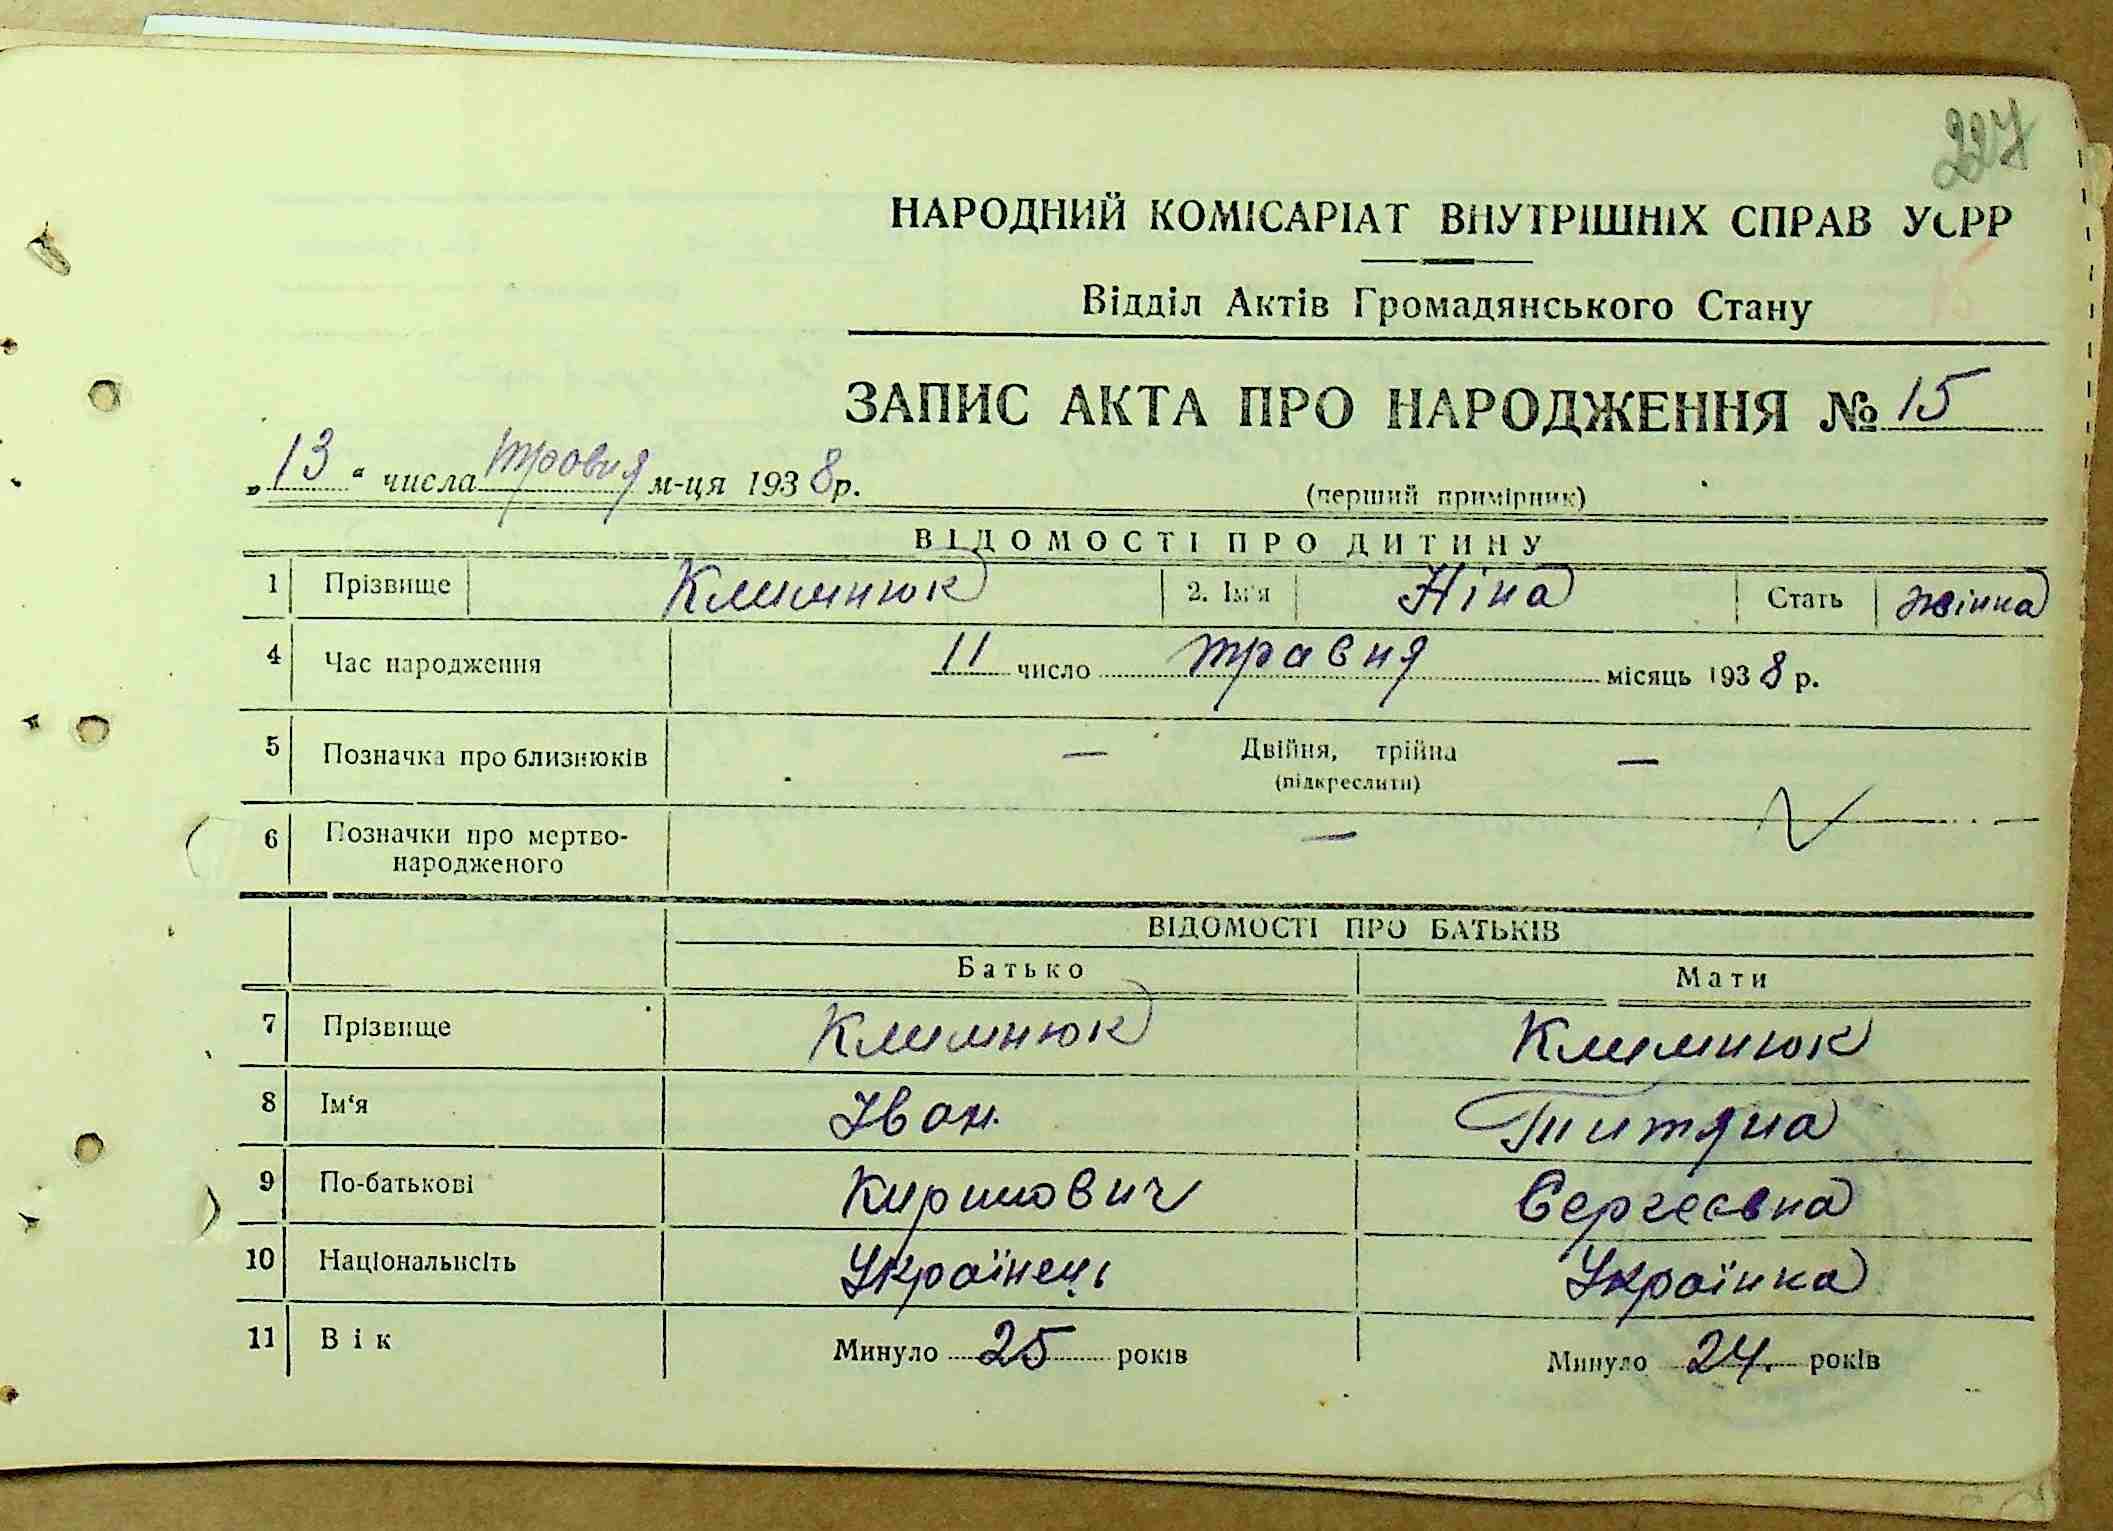 227
НАРОДНИЙ КОМІСАРІАТ ВНУТРІШНІХ СПРАВ УСРР
Відділ Актів Громадянського Стану
ЗАПИС АКТА ПРО НАРОДЖЕННЯ № 15
„13“ числа травня м-ця 1938 р.
(перший примірник)
ВІДОМОСТІ ПРО ДИТИНУ
1 Прізвище Климнюк 2. Ім'я Ніна Стать жінка
4 Час народження 11 число травня місяць 1938 р.
5 Позначка про близнюків — Двійня, трійна —
(підкреслити)
6 Позначки про мертво-
народженого —
ВІДОМОСТІ ПРО БАТЬКІВ
Батько Мати
7 Прізвище Климнюк Климнюк
8 Ім'я Іван. Титяна
9 По-батькові Кирилович Сергеєвна
10 Національність Українець Українка
11 Вік Минуло 25 років Минуло 24. років